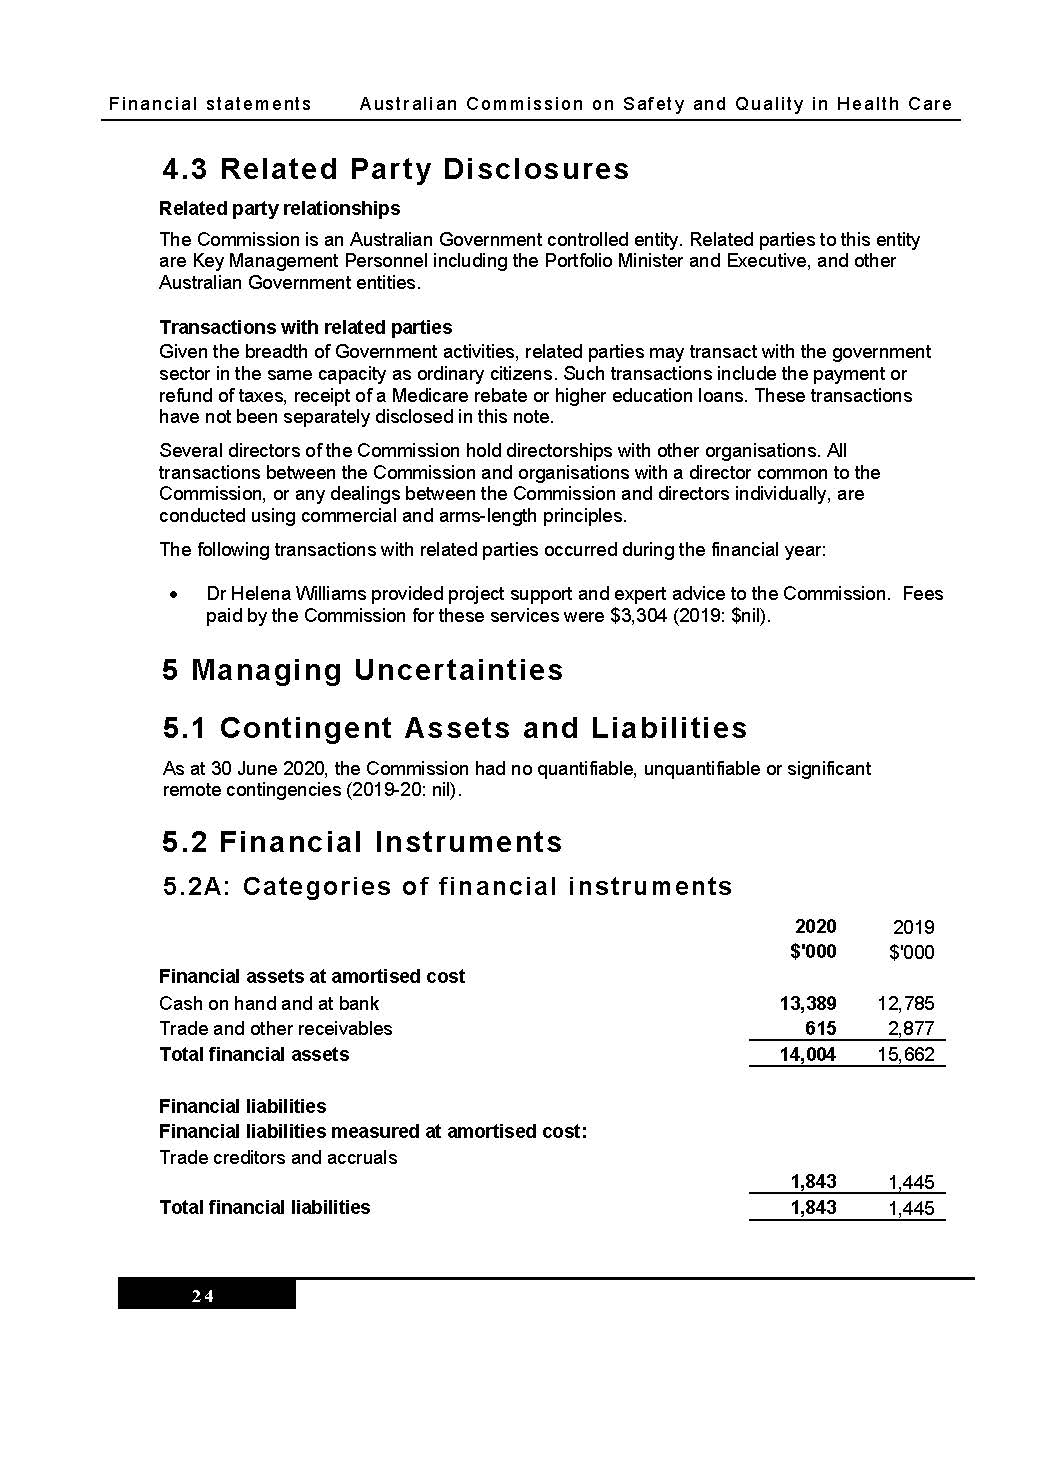 Financial statements Australian Commission on Safety and Quality in Health Care
4.3 Related Party Disclosures
Related party relationships
The Commission is an Australian Government controlled entity. Related parties to this entity
are Key Management Personnel including the Portfolio Minister and Executive, and other
Australian Government entities.
Transactions with related parties
Given the breadth of Government activities, related parties may transact with the government
sector in the same capacity as ordinary citizens. Such transactions include the payment or
refund of taxes, receipt of a Medicare rebate or higher education loans. These transactions
have not been separately disclosed in this note.
Several directors of the Commission hold directorships with other organisations. All
transactions between the Commission and organisations with a director common to the
Commission, or any dealings between the Commission and directors individually, are
conducted using commercial and arms-length principles.
The following transactions with related parties occurred during the financial year:
• Dr Helena Williams provided project support and expert advice to the Commission. Fees
paid by the Commission for these services were $3,304 (2019: $nil).
5 Managing Uncertainties
5.1 Contingent Assets and Liabilities
As at 30 June 2020, the Commission had no quantifiable, unquantifiable or significant
remote contingencies (2019-20: nil).
5.2 Financial Instruments
5.2A: Categories of financial instruments
2020 2019
$'000 $'000
Financial assets at amortised cost
Cash on hand and at bank 13,389 12,785
Trade and other receivables 615 2,877
Total financial assets 14,004 15,662
Financial liabilities
Financial liabilities measured at amortised cost:
Trade creditors and accruals
1,843 1,445
Total financial liabilities 1,843 1,445
24